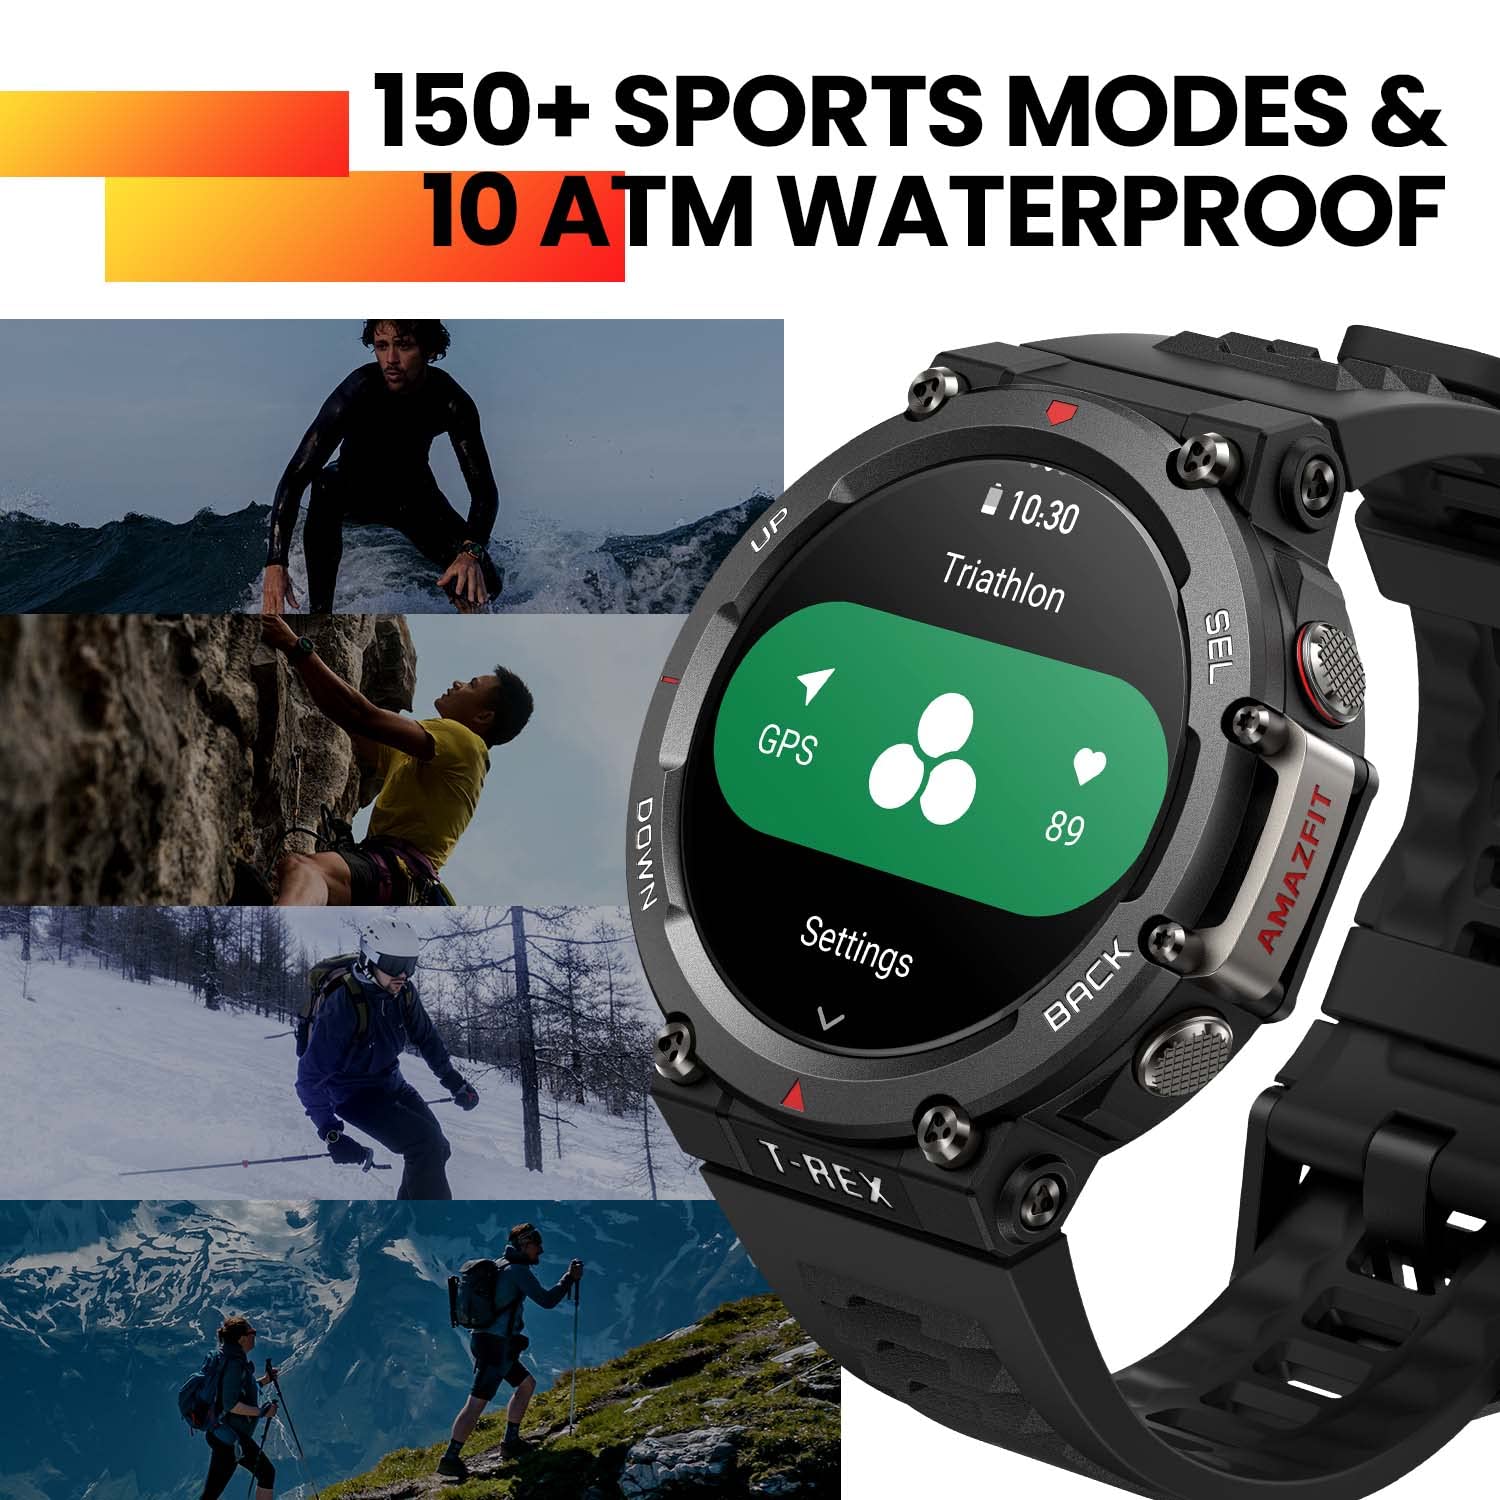 150+ SPORTS MODES &
10 ATM WATERPROOF
10:30
Triathlon
GPS
89
Settings
UP
SEL
DOWN
BACK
AMAZFIT
T-REX